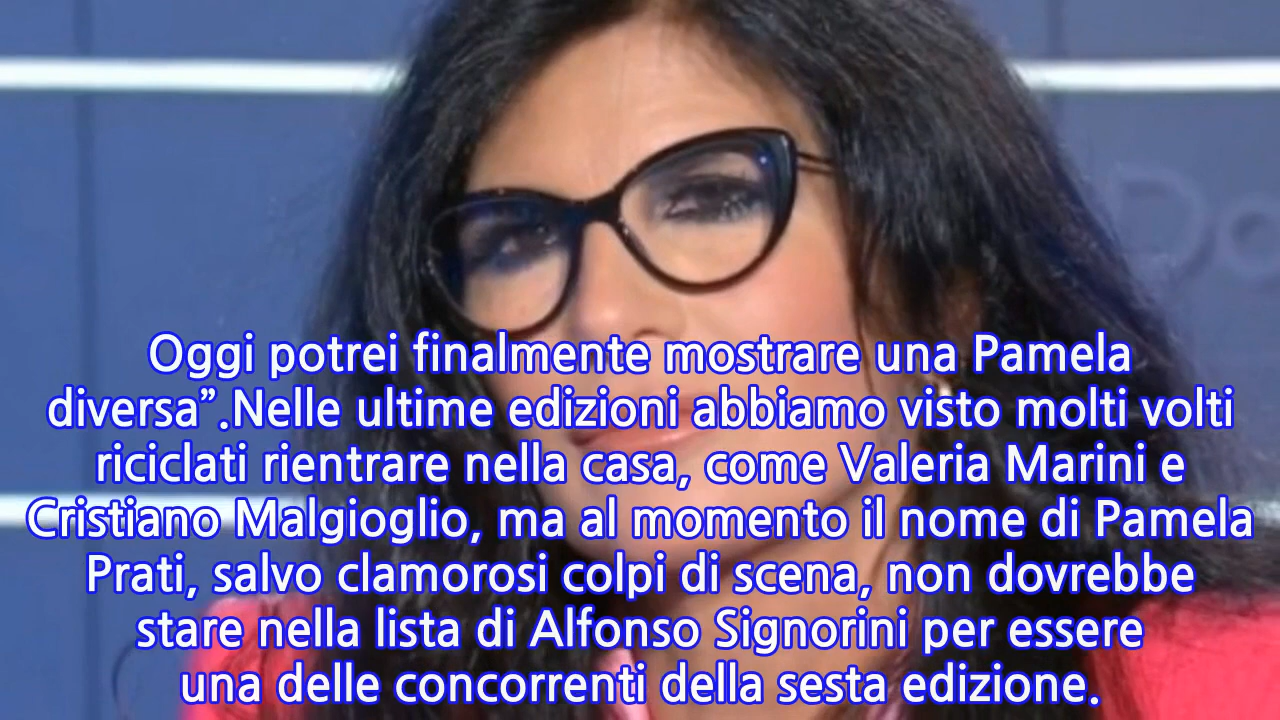 Oggi potrei finalmente mostrare una Pamela
diversa”.Nelle ultime edizioni abbiamo visto molti volti
riciclati rientrare nella casa, come Valeria Marini e
Cristiano Malgioglio, ma al momento il nome di Pamela
Prati, salvo clamorosi colpi di scena, non dovrebbe
stare nella lista di Alfonso Signorini per essere
una delle concorrenti della sesta edizione.